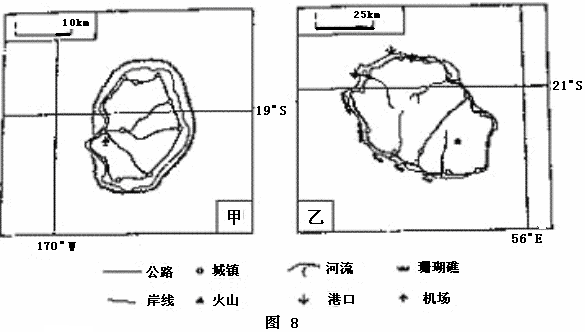 10km
25km
19°S
21°S
甲
乙
170°W
56°E
公路 城镇 河流 珊瑚礁
岸线 火山 港口 机场
图 8